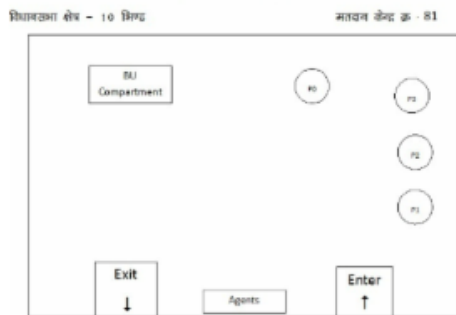 विधानसभा क्षेत्र - 10 भिण्ड
मतदान केन्द्र क्र - 81
BU
Compartment
P0
P3
P2
P1
Exit
↓
Agents
Enter
↑